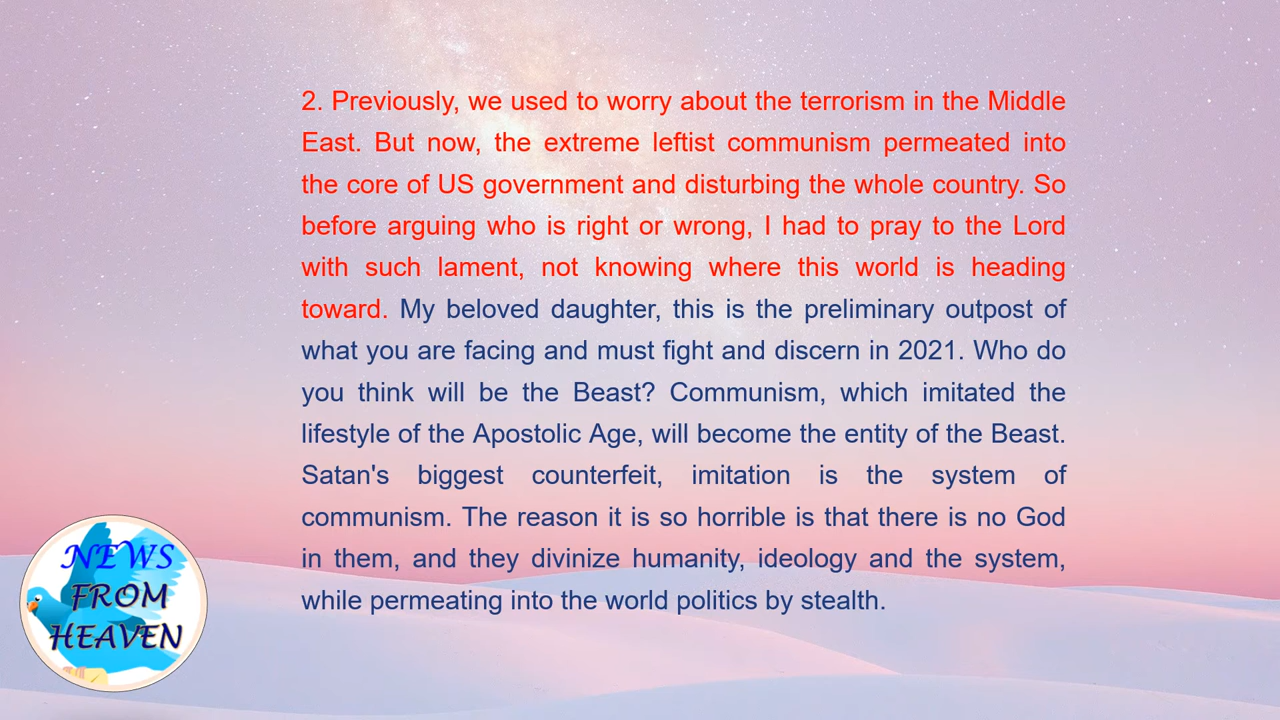 2. Previously, we used to worry about the terrorism in the Middle
East. But now, the extreme leftist communism permeated into
the core of US government and disturbing the whole country. So
before arguing who is right or wrong, I had to pray to the Lord
with such lament, not knowing where this world is heading
toward. My beloved daughter, this is the preliminary outpost of
what you are facing and must fight and discern in 2021. Who do
you think will be the Beast? Communism, which imitated the
lifestyle of the Apostolic Age, will become the entity of the Beast.
Satan's biggest counterfeit, imitation is the system of
communism. The reason it is so horrible is that there is no God
in them, and they divinize humanity, ideology and the system,
while permeating into the world politics by stealth.
NEWS
FROM
HEAVEN